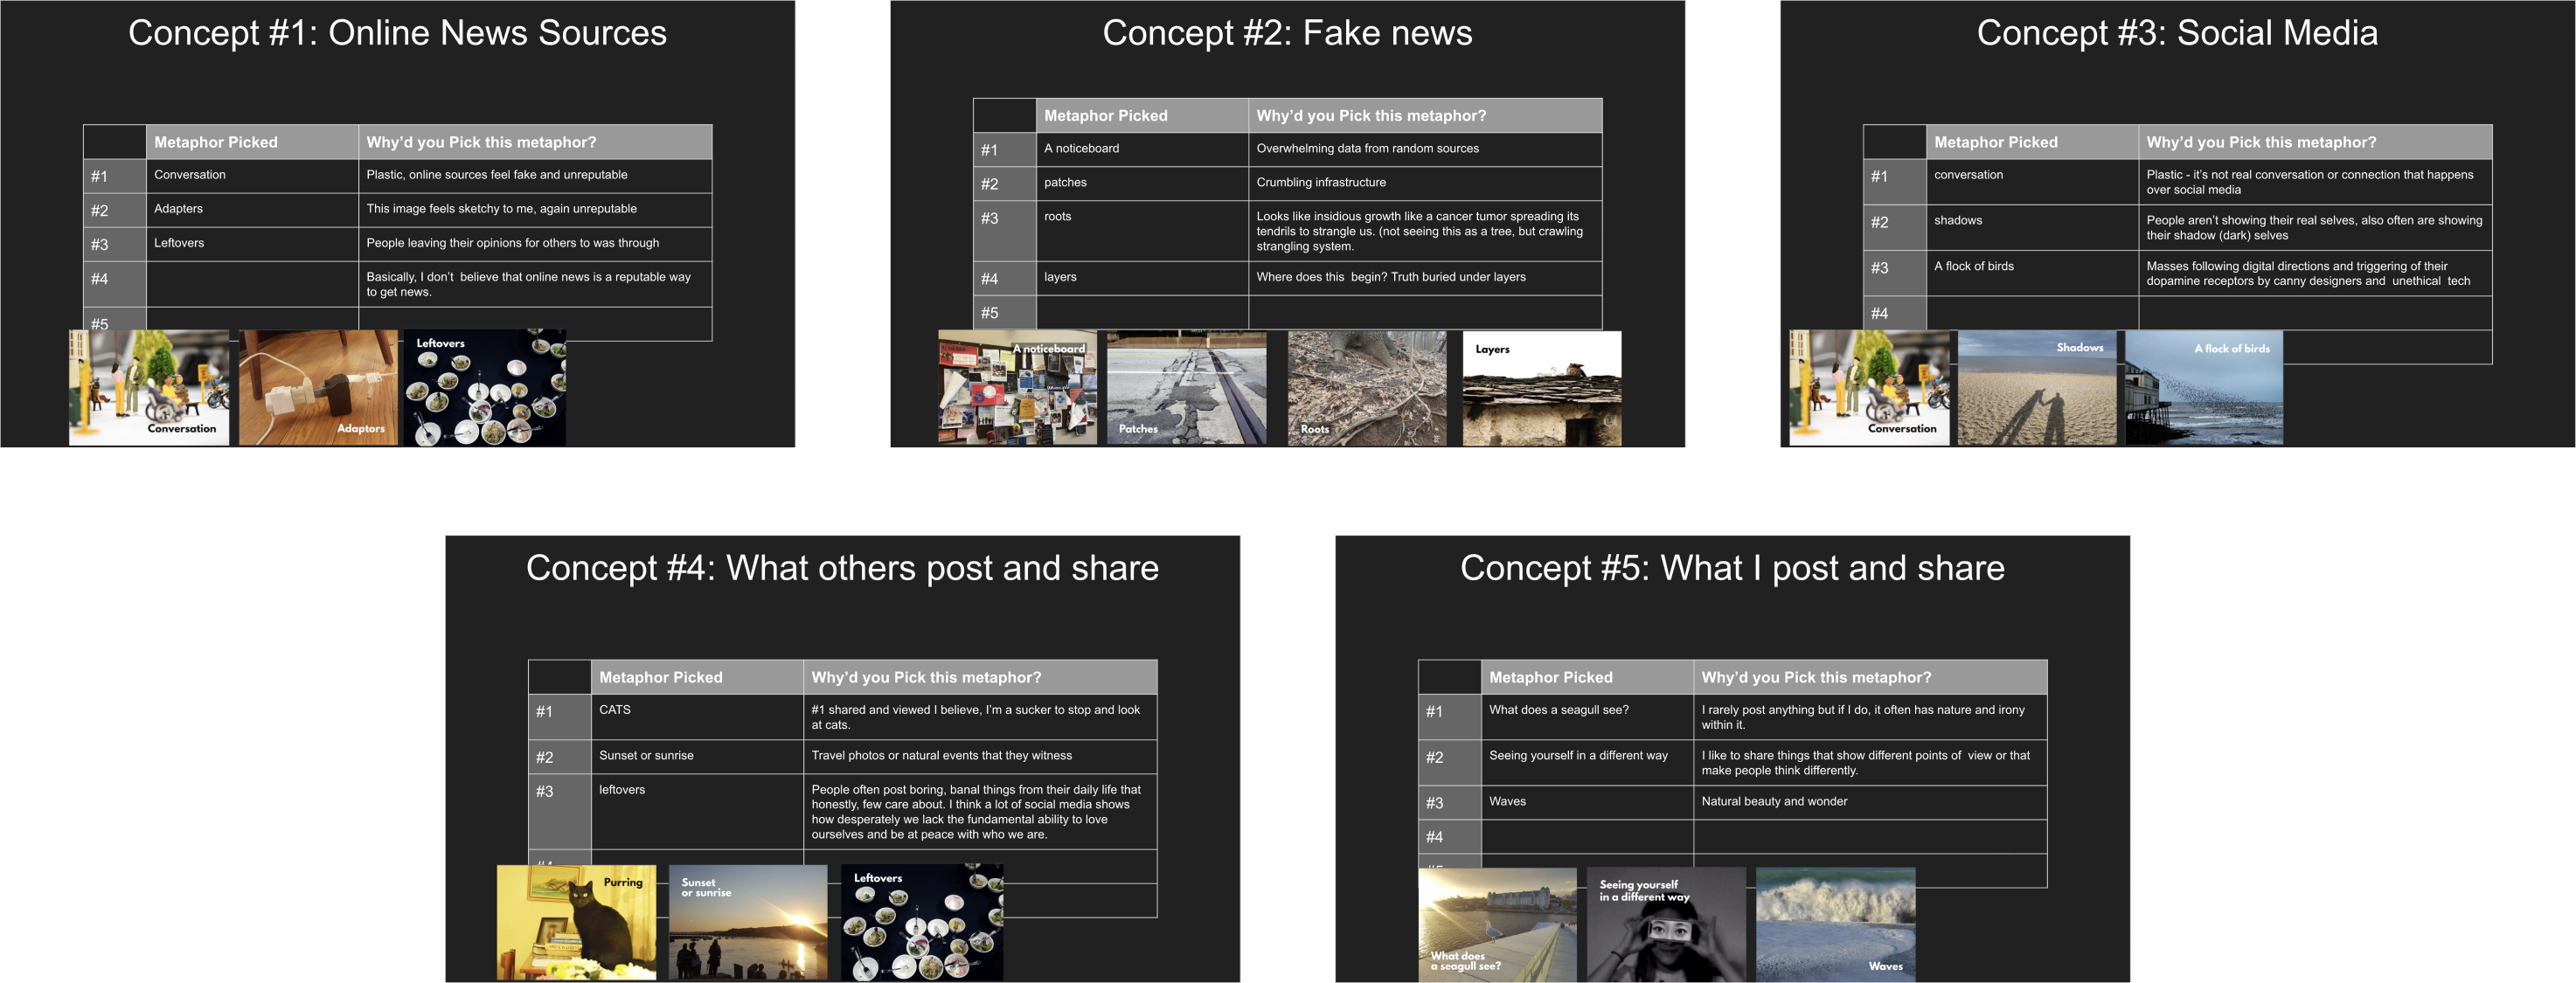 Concept #1: Online News Sources
Metaphor Picked Why'd you Pick this metaphor?
#1 Conversation Plastic, online sources feel fake and unreputable
#2 Adapters This image feels sketchy to me, again unreputable
#3 Leftovers People leaving their opinions for others to was through
#4 Basically, I don't  believe that online news is a reputable way
to get news.
#5
Conversation
Adaptors
Leftovers
Concept #2: Fake news
Metaphor Picked Why'd you Pick this metaphor?
#1 A noticeboard Overwhelming data from random sources
#2 patches Crumbling infrastructure
#3 roots Looks like insidious growth like a cancer tumor spreading its
tendrils to strangle us. (not seeing this as a tree, but crawling
strangling system.
#4 layers Where does this  begin? Truth buried under layers
#5
A noticeboard
Patches
Roots
Layers
Concept #3: Social Media
Metaphor Picked Why'd you Pick this metaphor?
#1 conversation Plastic - it's not real conversation or connection that happens
over social media
#2 shadows People aren't showing their real selves, also often are showing
their shadow (dark) selves
#3 A flock of birds Masses following digital directions and triggering of their
dopamine receptors by canny designers and  unethical  tech
#4
Conversation
Shadows
A flock of birds
Concept #4: What others post and share
Metaphor Picked Why'd you Pick this metaphor?
#1 CATS #1 shared and viewed I believe, I'm a sucker to stop and look
at cats.
#2 Sunset or sunrise Travel photos or natural events that they witness
#3 leftovers People often post boring, banal things from their daily life that
honestly, few care about. I think a lot of social media shows
how desperately we lack the fundamental ability to love
ourselves and be at peace with who we are.
#4
Purring
Sunset
or sunrise
Leftovers
Concept #5: What I post and share
Metaphor Picked Why'd you Pick this metaphor?
#1 What does a seagull see? I rarely post anything but if I do, it often has nature and irony
within it.
#2 Seeing yourself in a different way I like to share things that show different points of  view or that
make people think differently.
#3 Waves Natural beauty and wonder
#4
#5
What does
a seagull see?
Seeing yourself
in a different way
Waves